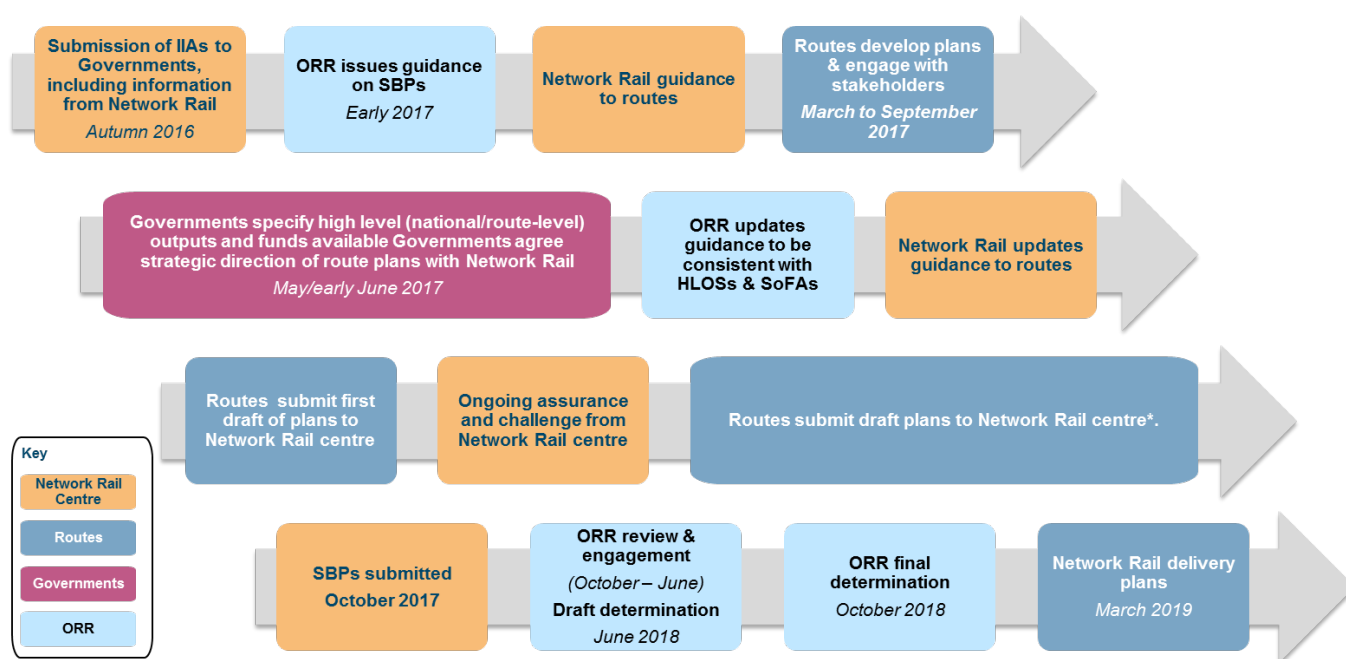 Submission of IIAs to
Governments,
including information
from Network Rail
Autumn 2016
ORR issues guidance
on SBPs
Early 2017
Network Rail guidance
to routes
Routes develop plans
& engage with
stakeholders
March to September
2017
Governments specify high level (national/route-level)
outputs and funds available Governments agree
strategic direction of route plans with Network Rail
May/early June 2017
ORR updates
guidance to be
consistent with
HLOSs & SoFAs
Network Rail updates
guidance to routes
Routes submit first
draft of plans to
Network Rail centre
Ongoing assurance
and challenge from
Network Rail centre
Routes submit draft plans to Network Rail centre*.
Key
Network Rail
Centre
Routes
Governments
ORR
SBPs submitted
October 2017
ORR review &
engagement
(October – June)
Draft determination
June 2018
ORR final
determination
October 2018
Network Rail delivery
plans
March 2019